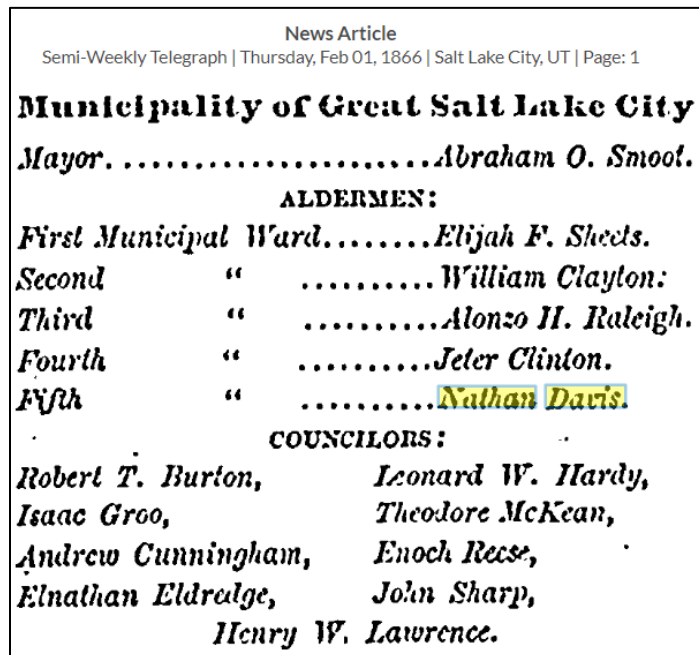 News Article
Semi-Weekly Telegraph | Thursday, Feb 01, 1866 | Salt Lake City, UT | Page: 1
Municipality of Great Salt Lake City
Mayor. ............................Abraham O. Smoot.
ALDERMEN:
First Municipal Ward........Elijah F. Sheets.
Second " ..........William Clayton:
Third " ..........Alonzo H. Raleigh.
Fourth " ..........Jeter Clinton.
Fifth " ..........Nathan Davis.
COUNCILORS:
Robert T. Burton, Leonard W. Hardy,
Isaac Groo, Theodore McKean,
Andrew Cunningham, Enoch Reese,
Elnathan Eldredge, John Sharp,
Henry W. Lawrence.